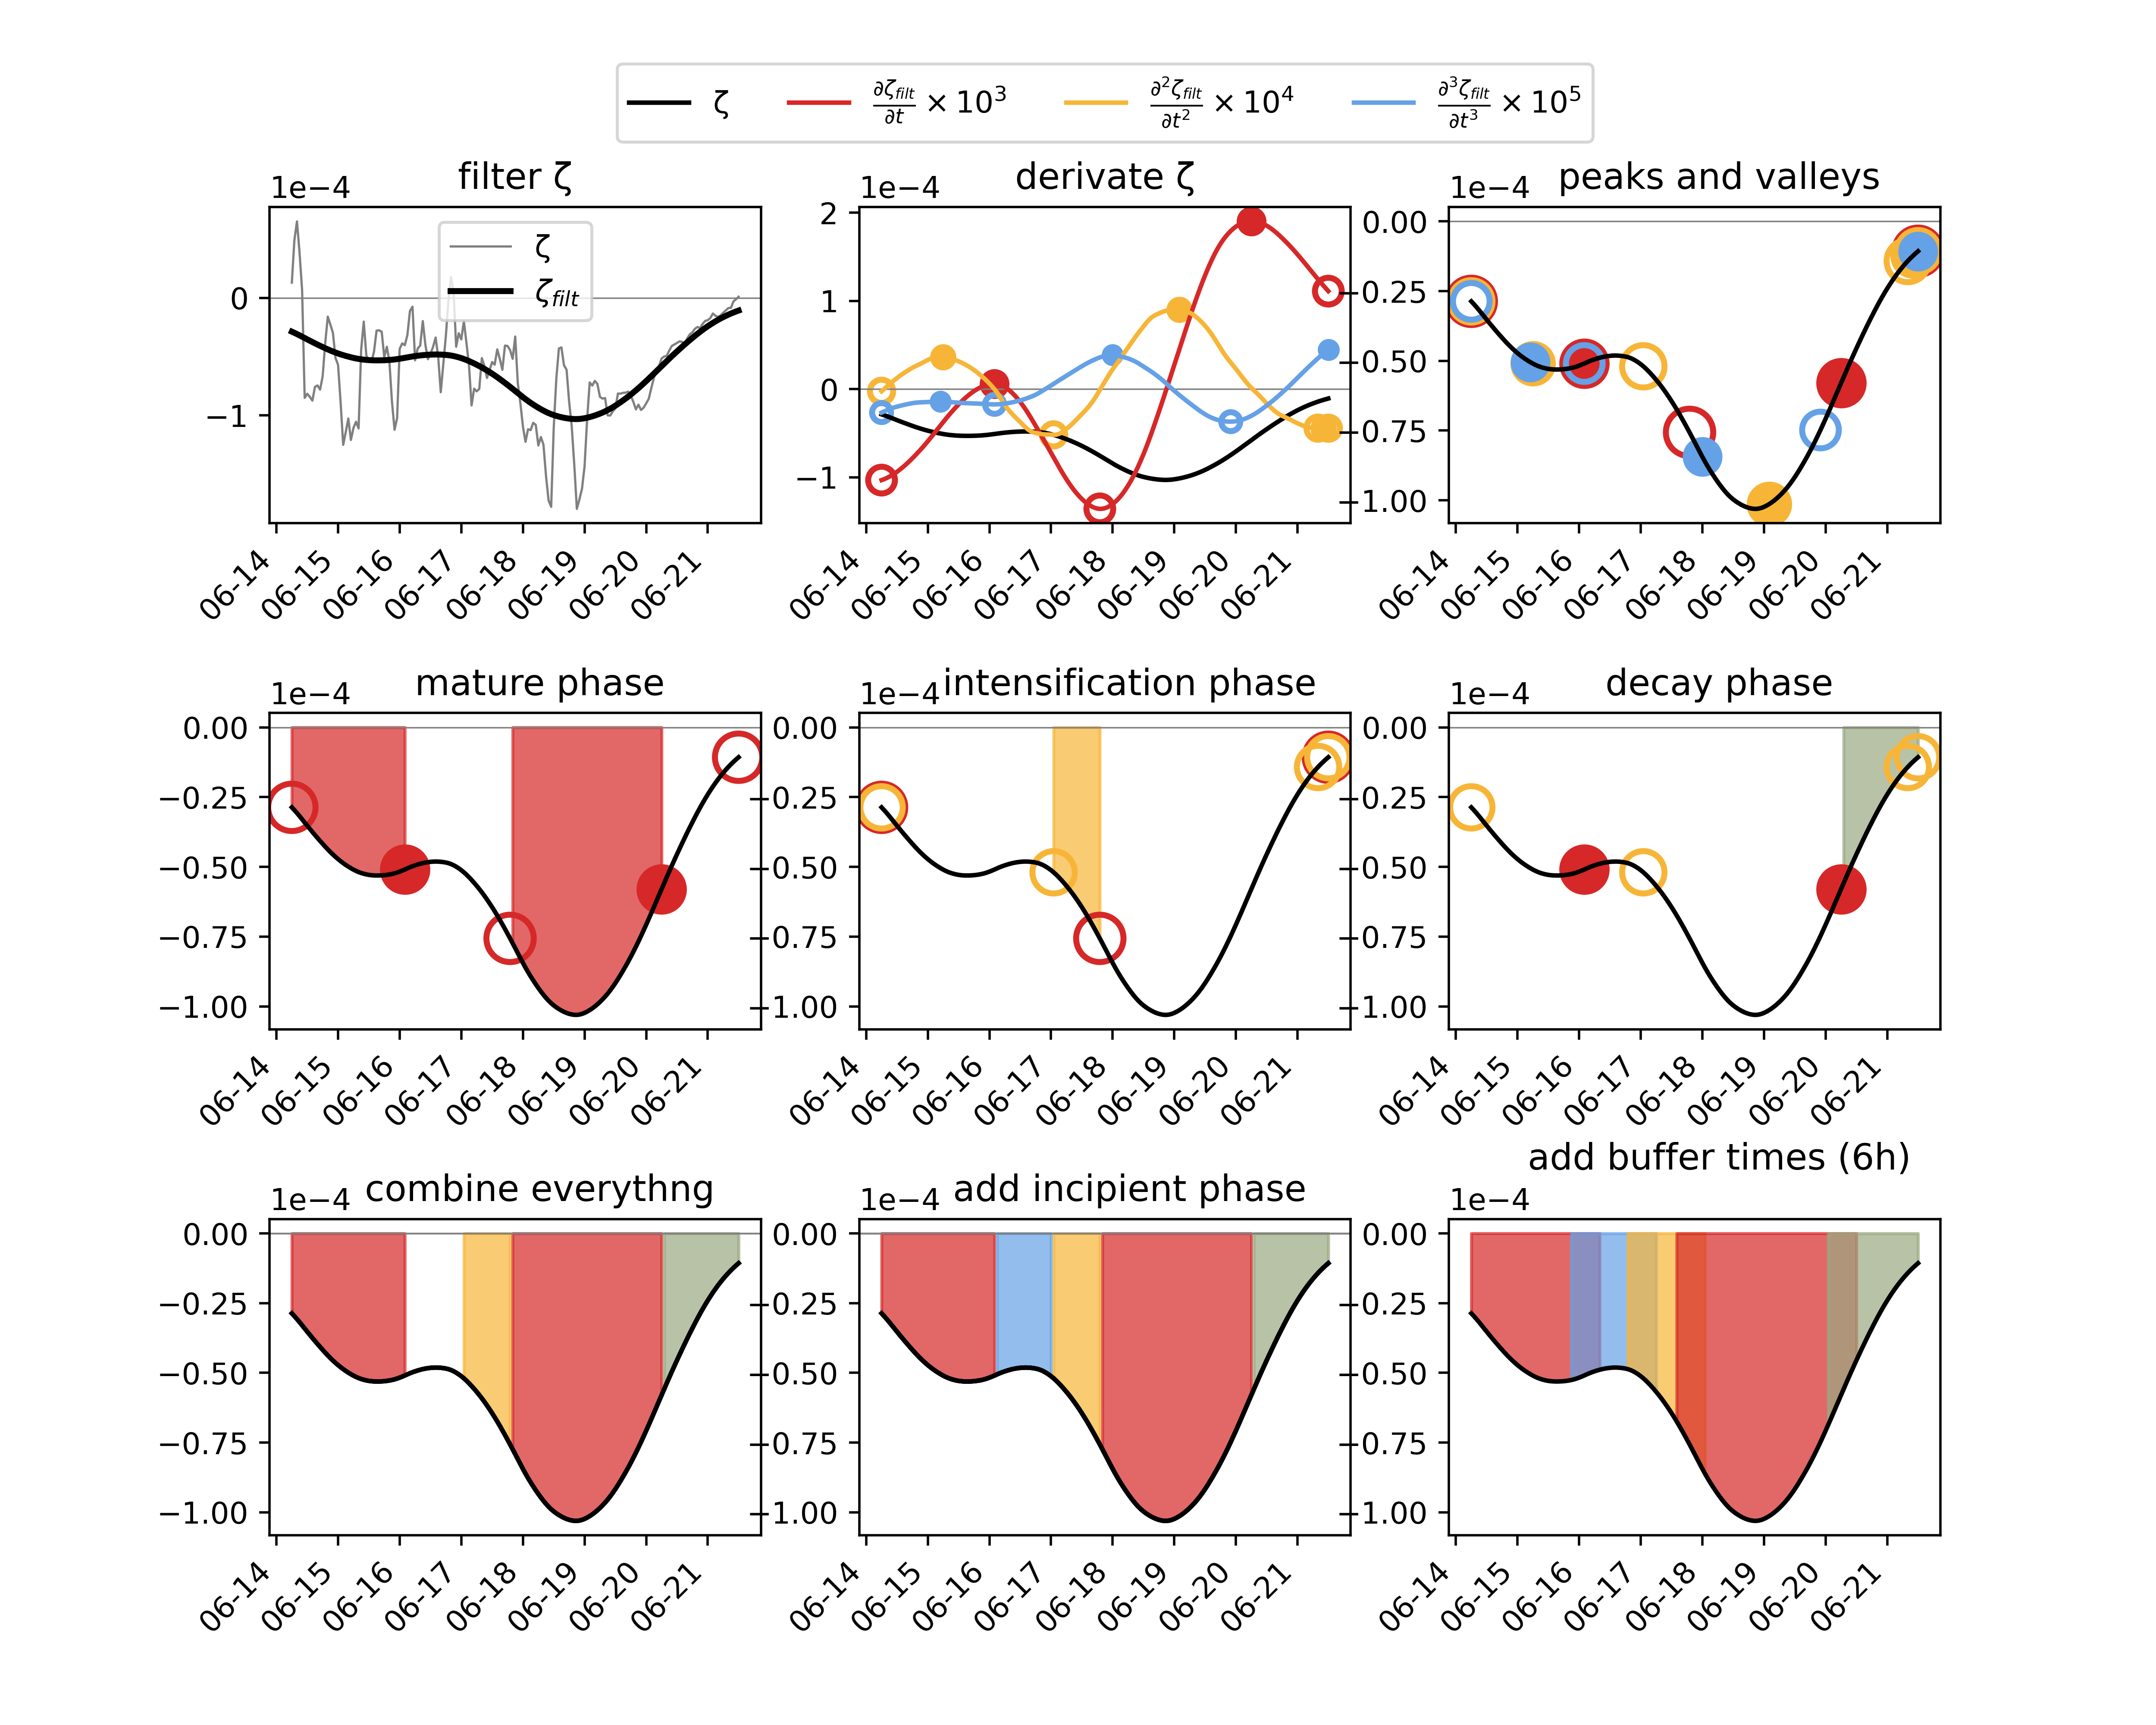 ζ ∂ζ_filt/∂t × 10³ ∂²ζ_filt/∂t² × 10⁴ ∂³ζ_filt/∂t³ × 10⁵
filter ζ
1e−4
ζ
ζ_filt
0
−1
06-14 06-15 06-16 06-17 06-18 06-19 06-20 06-21
derivate ζ
1e−4
2
1
0
−1
06-14 06-15 06-16 06-17 06-18 06-19 06-20 06-21
peaks and valleys
1e−4
0.00
−0.25
−0.50
−0.75
−1.00
06-14 06-15 06-16 06-17 06-18 06-19 06-20 06-21
mature phase
1e−4
0.00
−0.25
−0.50
−0.75
−1.00
06-14 06-15 06-16 06-17 06-18 06-19 06-20 06-21
intensification phase
1e−4
0.00
−0.25
−0.50
−0.75
−1.00
06-14 06-15 06-16 06-17 06-18 06-19 06-20 06-21
decay phase
1e−4
0.00
−0.25
−0.50
−0.75
−1.00
06-14 06-15 06-16 06-17 06-18 06-19 06-20 06-21
combine everythng
1e−4
0.00
−0.25
−0.50
−0.75
−1.00
06-14 06-15 06-16 06-17 06-18 06-19 06-20 06-21
add incipient phase
1e−4
0.00
−0.25
−0.50
−0.75
−1.00
06-14 06-15 06-16 06-17 06-18 06-19 06-20 06-21
add buffer times (6h)
1e−4
0.00
−0.25
−0.50
−0.75
−1.00
06-14 06-15 06-16 06-17 06-18 06-19 06-20 06-21